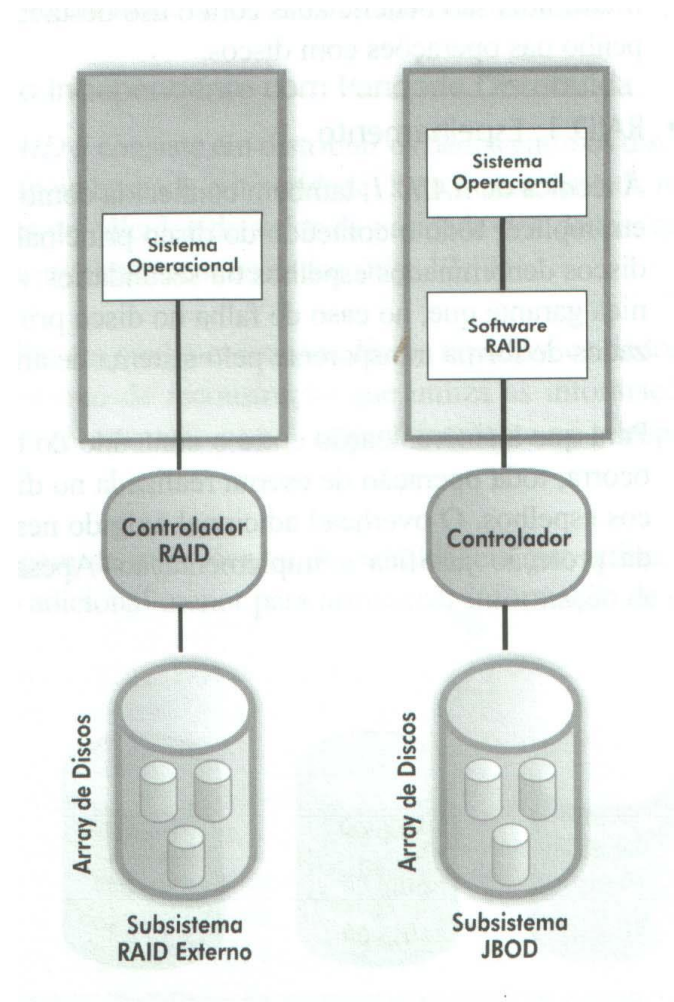 Sistema
Operacional
Controlador
RAID
Array de Discos
Subsistema
RAID Externo
Sistema
Operacional
Software
RAID
Controlador
Array de Discos
Subsistema
JBOD